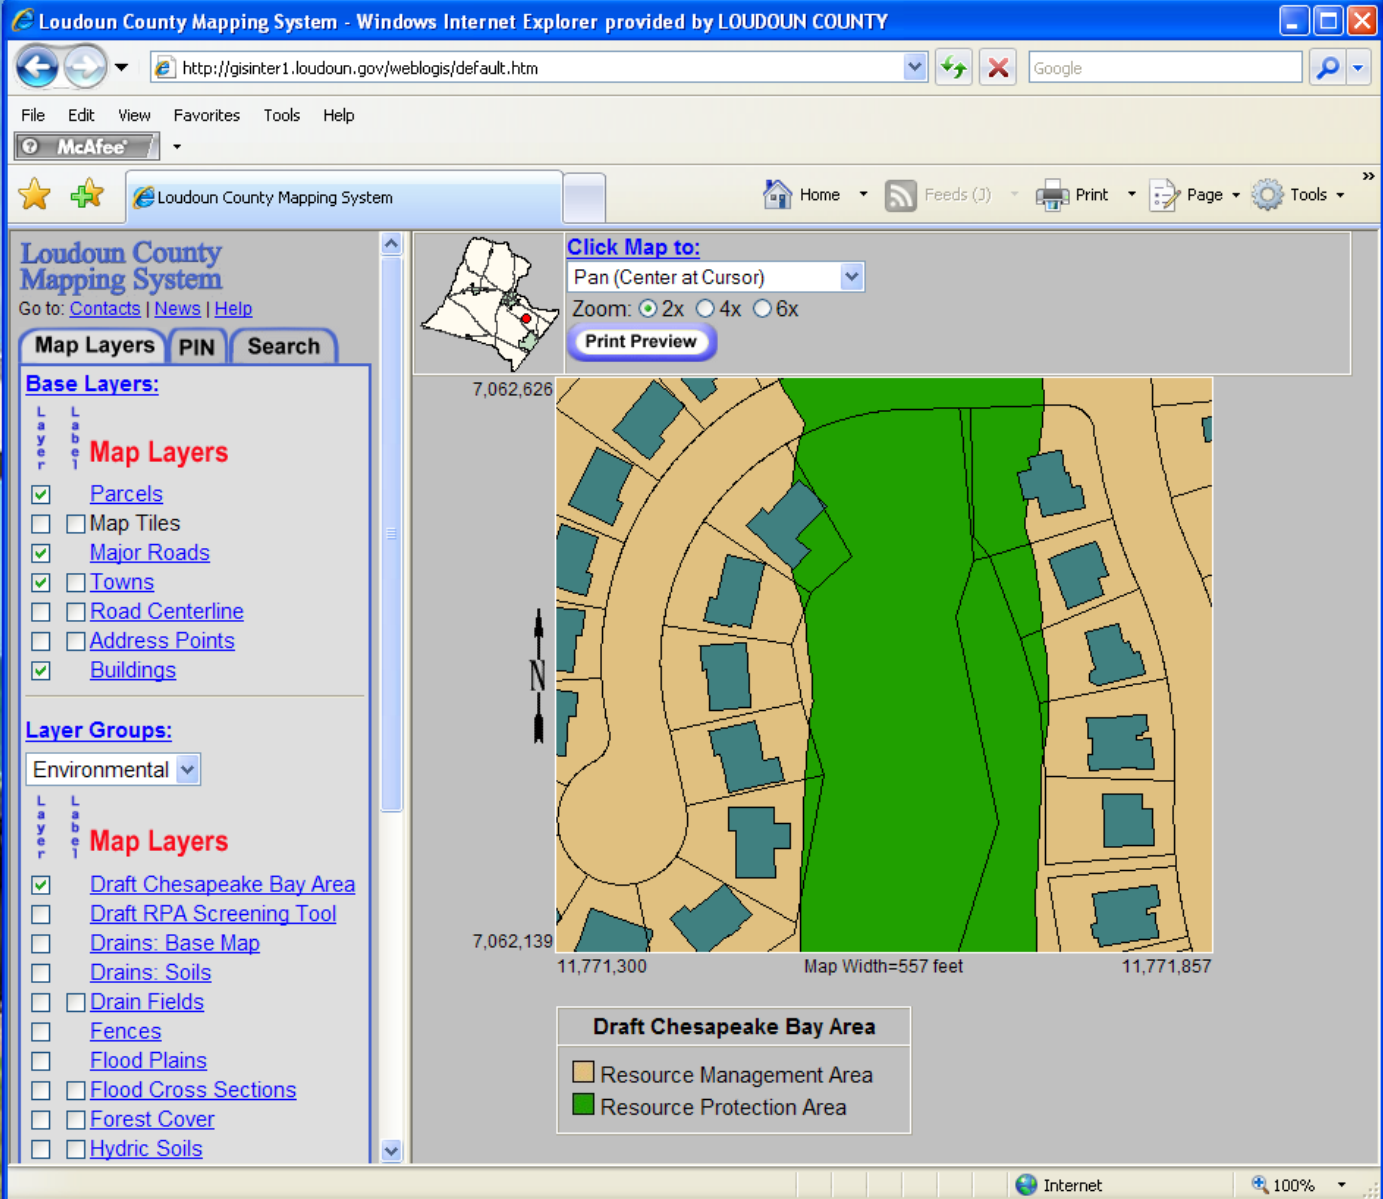 Loudoun County Mapping System - Windows Internet Explorer provided by LOUDOUN COUNTY
http://gisinter1.loudoun.gov/weblogis/default.htm
Google
File Edit View Favorites Tools Help
McAfee
Loudoun County Mapping System
Home Feeds (J) Print Page Tools »
Loudoun County
Mapping System
Go to: Contacts | News | Help
Map Layers PIN Search
Base Layers:
Layer Label Map Layers
Parcels
Map Tiles
Major Roads
Towns
Road Centerline
Address Points
Buildings
Layer Groups:
Environmental
Layer Label Map Layers
Draft Chesapeake Bay Area
Draft RPA Screening Tool
Drains: Base Map
Drains: Soils
Drain Fields
Fences
Flood Plains
Flood Cross Sections
Forest Cover
Hydric Soils
Click Map to:
Pan (Center at Cursor)
Zoom: 2x 4x 6x
Print Preview
7,062,626
N
7,062,139
11,771,300 Map Width=557 feet 11,771,857
Draft Chesapeake Bay Area
Resource Management Area
Resource Protection Area
Internet 100%